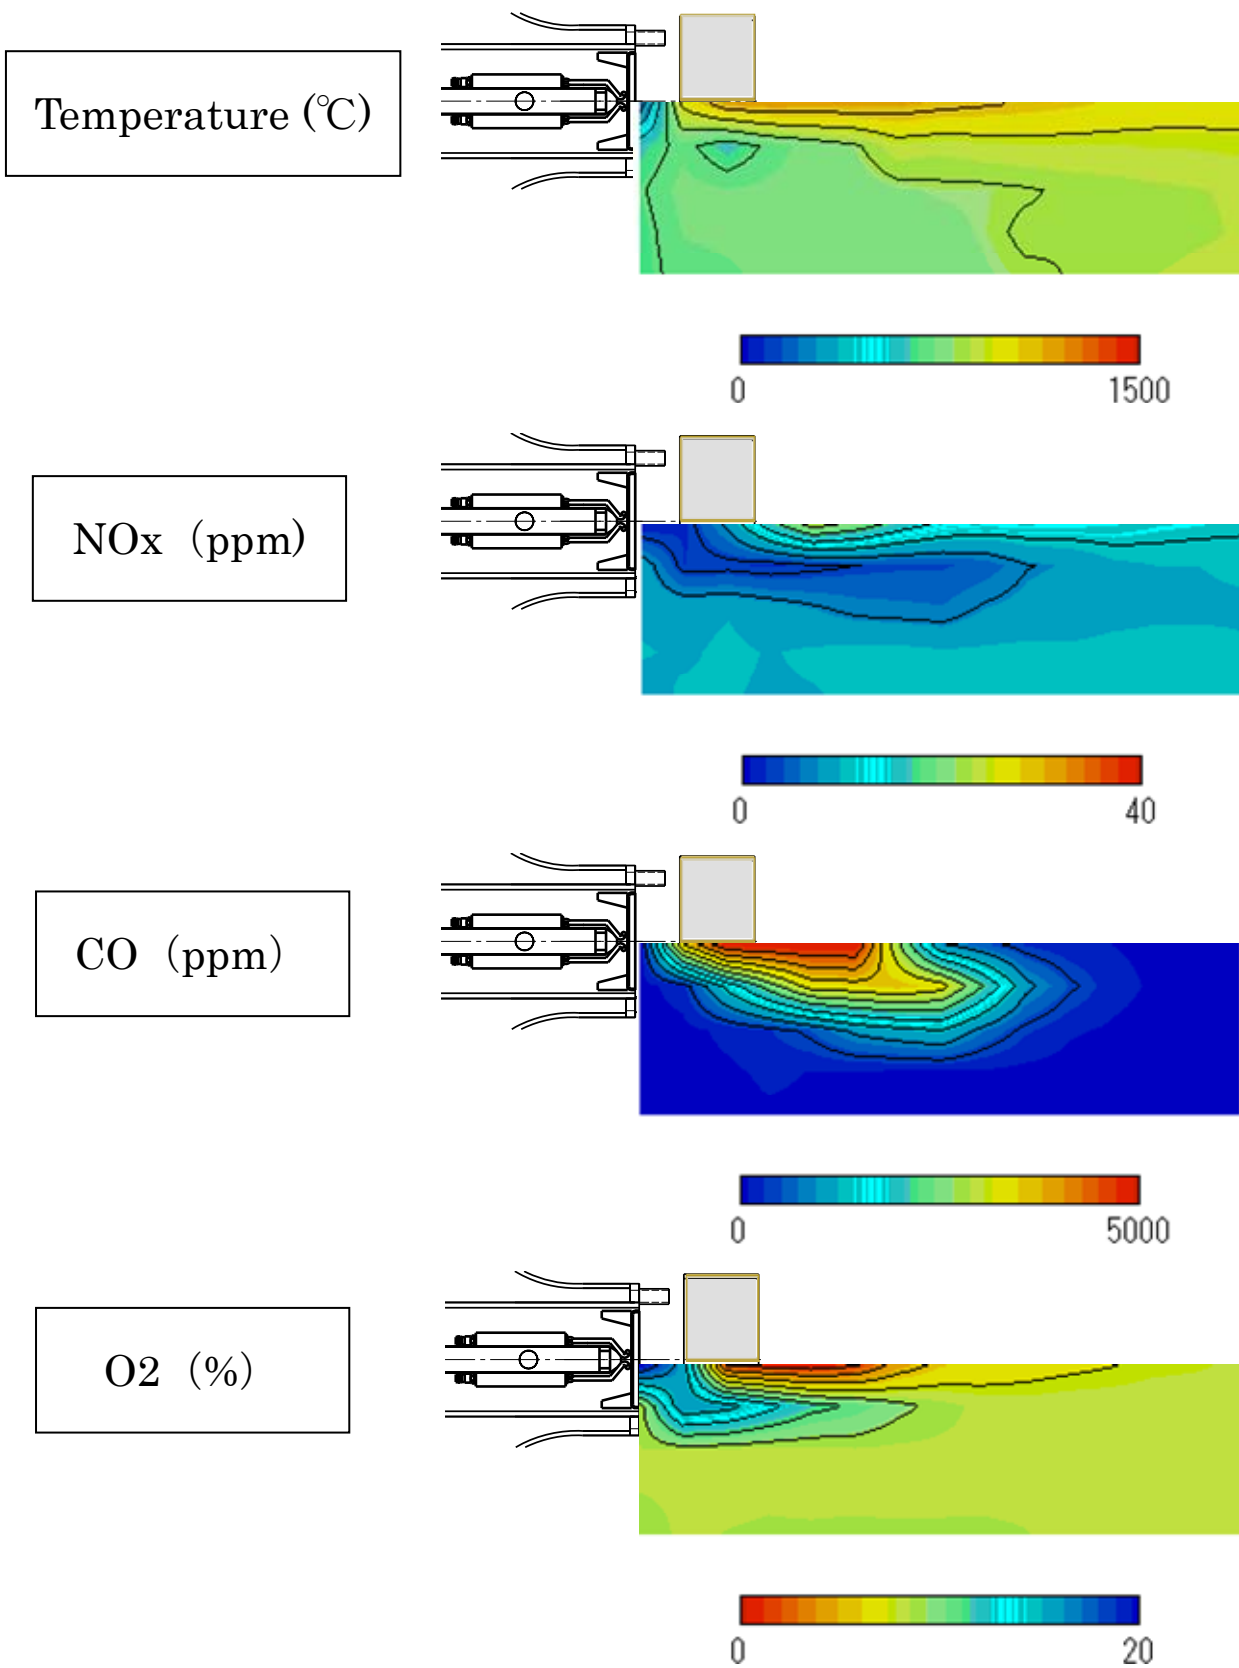 Temperature (℃)
0 1500
NOx (ppm)
0 40
CO (ppm)
0 5000
O2 (%)
0 20